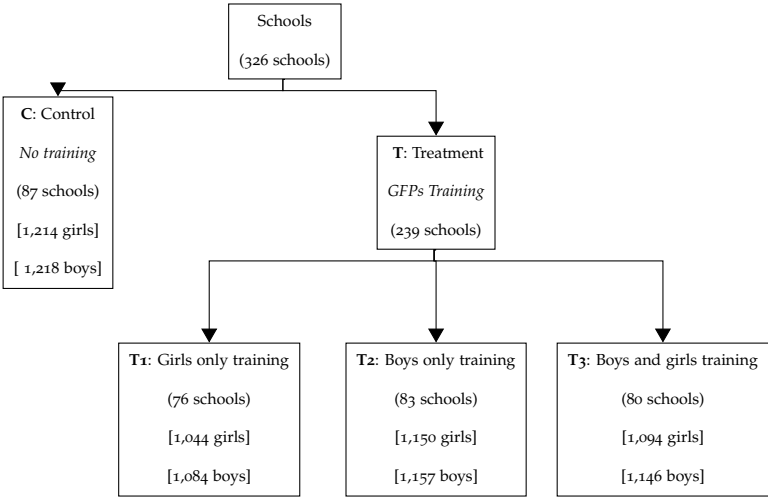 Schools
(326 schools)
C: Control
No training
(87 schools)
[1,214 girls]
[ 1,218 boys]
T: Treatment
GFPs Training
(239 schools)
T1: Girls only training
(76 schools)
[1,044 girls]
[1,084 boys]
T2: Boys only training
(83 schools)
[1,150 girls]
[1,157 boys]
T3: Boys and girls training
(80 schools)
[1,094 girls]
[1,146 boys]